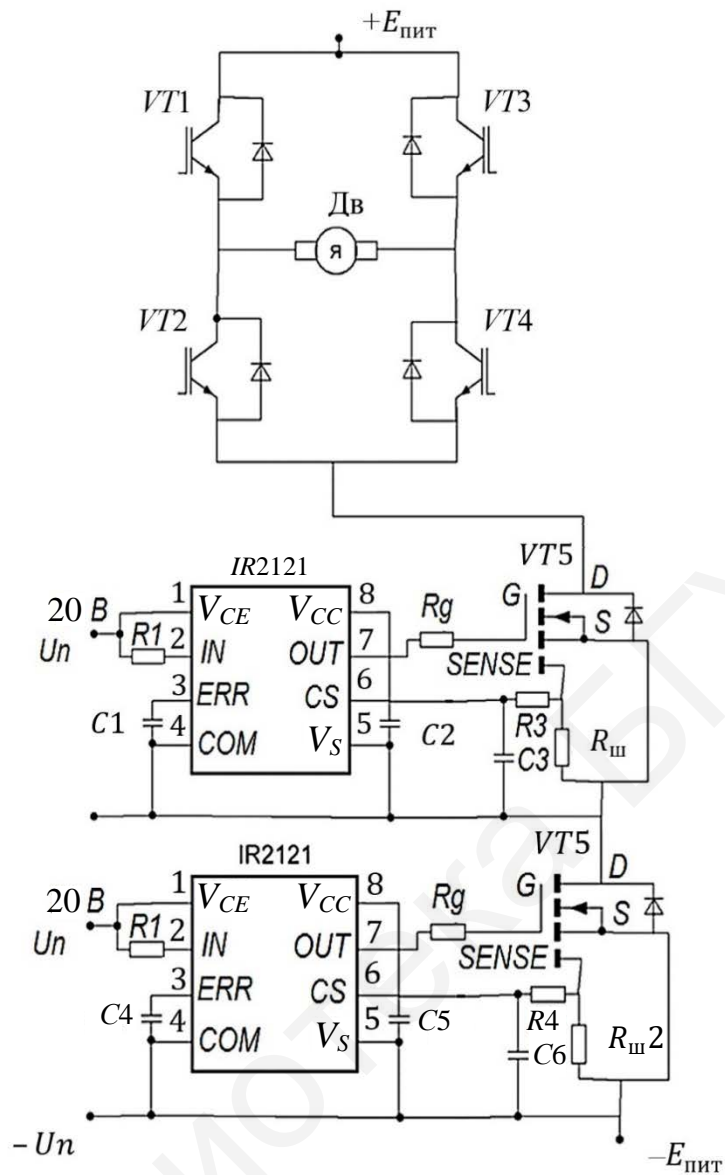 +Eпит
VT1
VT3
Дв
я
VT2
VT4
VT5
IR2121
D
G
S
SENSE
20 В
Uп
R1
1 VCE VCC 8
2 IN OUT 7
3 ERR CS 6
4 COM VS 5
Rg
C1
C2
R3
C3
Rш
VT5
IR2121
D
G
S
SENSE
20 В
Uп
R1
1 VCE VCC 8
2 IN OUT 7
3 ERR CS 6
4 COM VS 5
Rg
C4
C5
R4
C6
Rш2
–Uп
–Eпит